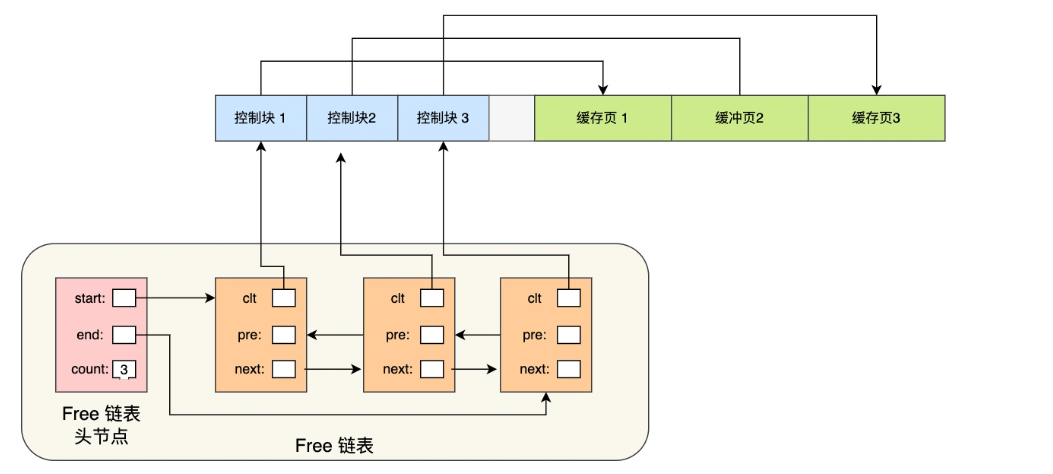 控制块 1
控制块2
控制块 3
缓存页 1
缓冲页2
缓存页3
start:
end:
count: 3
clt
pre:
next:
clt
pre:
next:
clt
pre:
next:
Free 链表
头节点
Free 链表